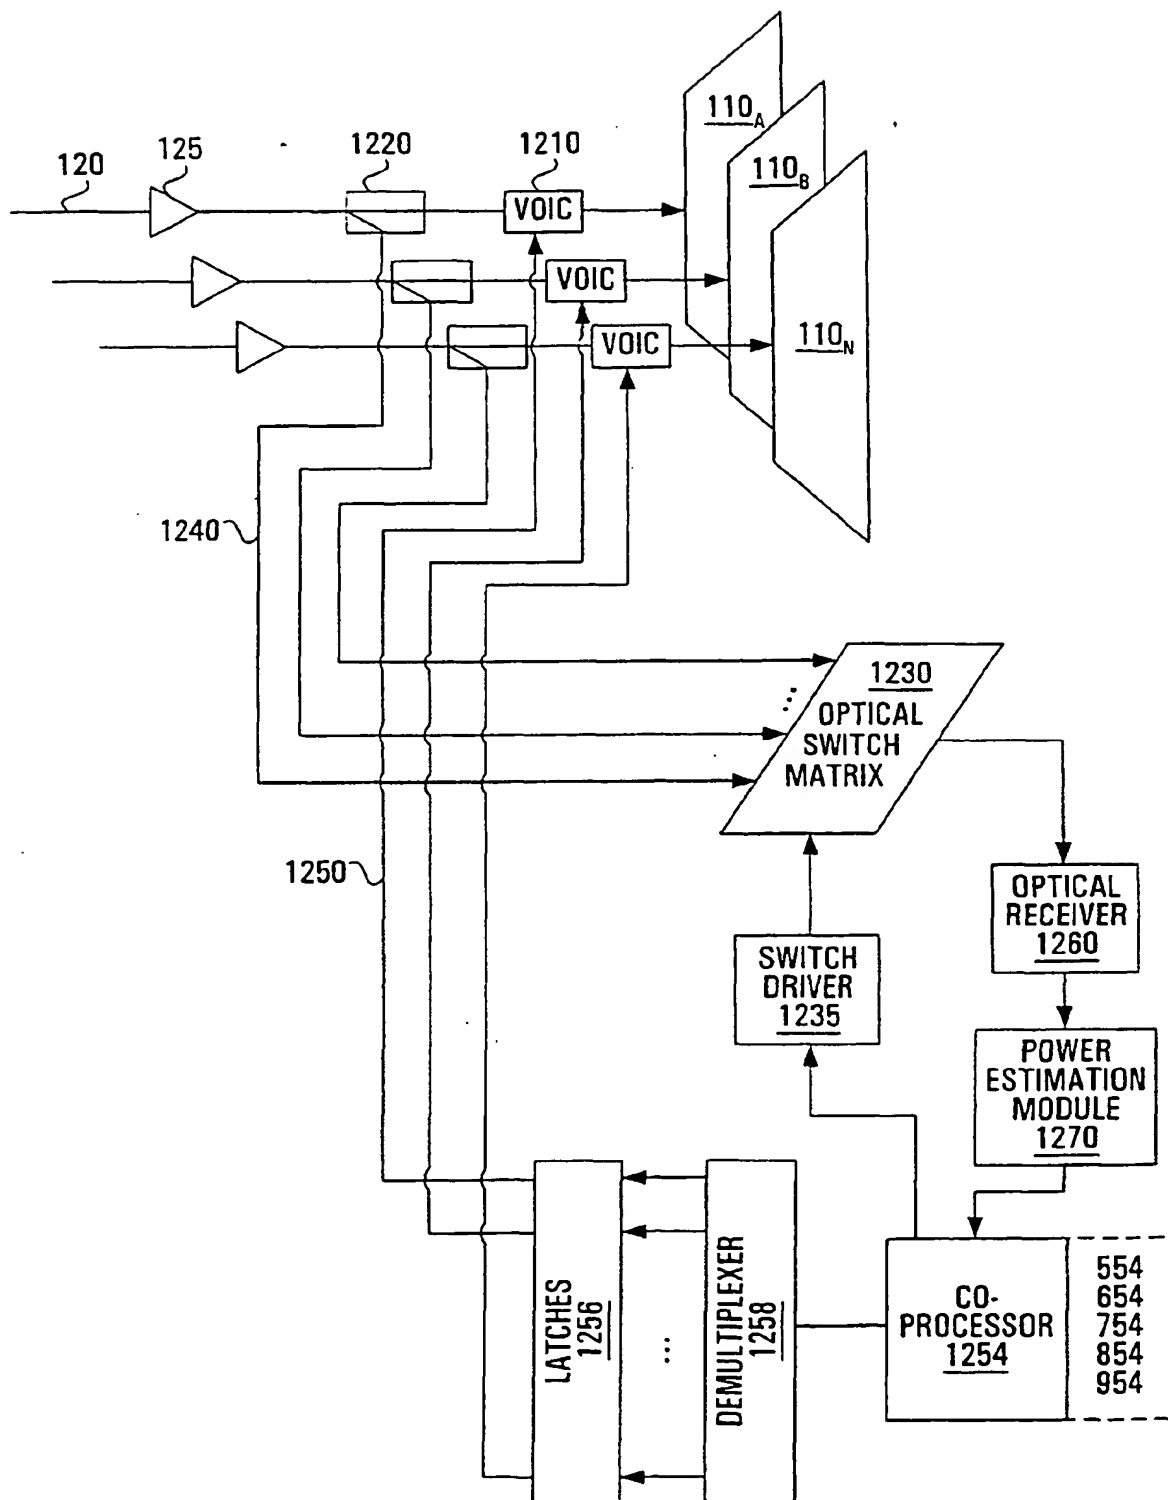 110A
110B
110N
120
125
1220
1210
VOIC
VOIC
VOIC
1240
1250
1230
OPTICAL
SWITCH
MATRIX
...
OPTICAL
RECEIVER
1260
SWITCH
DRIVER
1235
POWER
ESTIMATION
MODULE
1270
LATCHES
1256
...
DEMULTIPLEXER
1258
CO-
PROCESSOR
1254
554
654
754
854
954